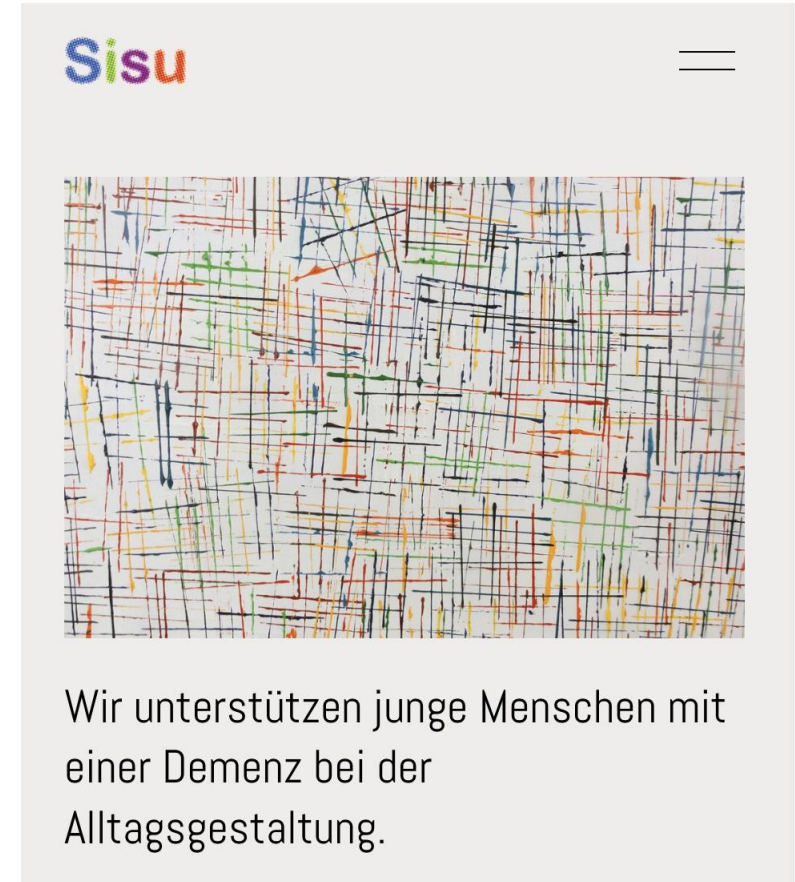 Sisu
Wir unterstützen junge Menschen mit
einer Demenz bei der
Alltagsgestaltung.